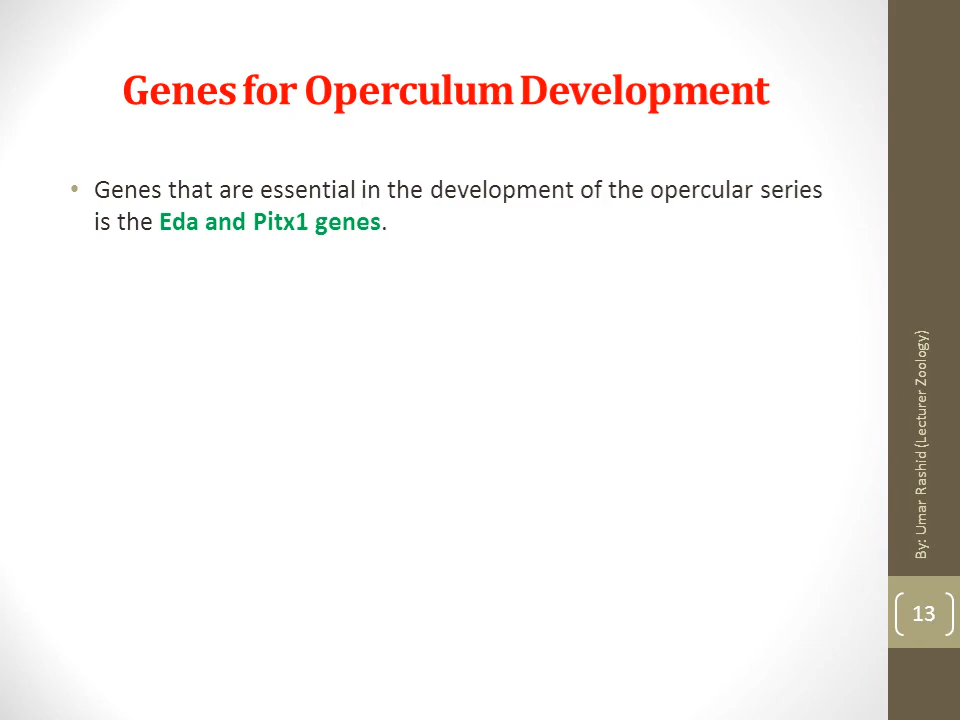 Genes for Operculum Development
• Genes that are essential in the development of the opercular series
is the Eda and Pitx1 genes.
By: Umar Rashid (Lecturer Zoology)
13